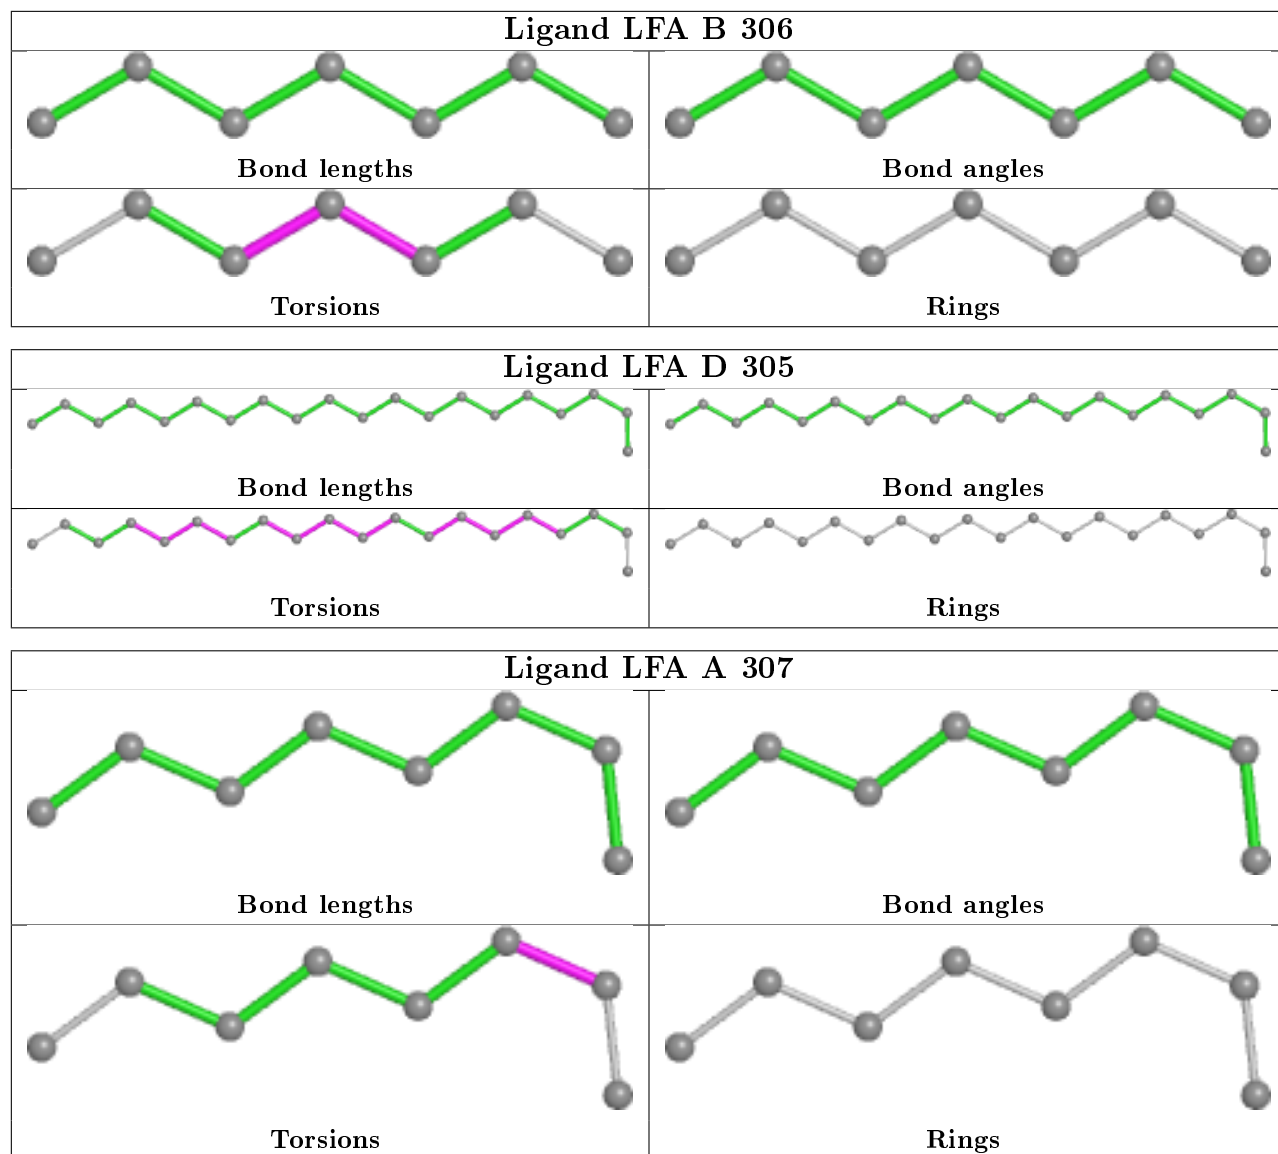 Ligand LFA B 306
Bond lengths
Bond angles
Torsions
Rings
Ligand LFA D 305
Bond lengths
Bond angles
Torsions
Rings
Ligand LFA A 307
Bond lengths
Bond angles
Torsions
Rings